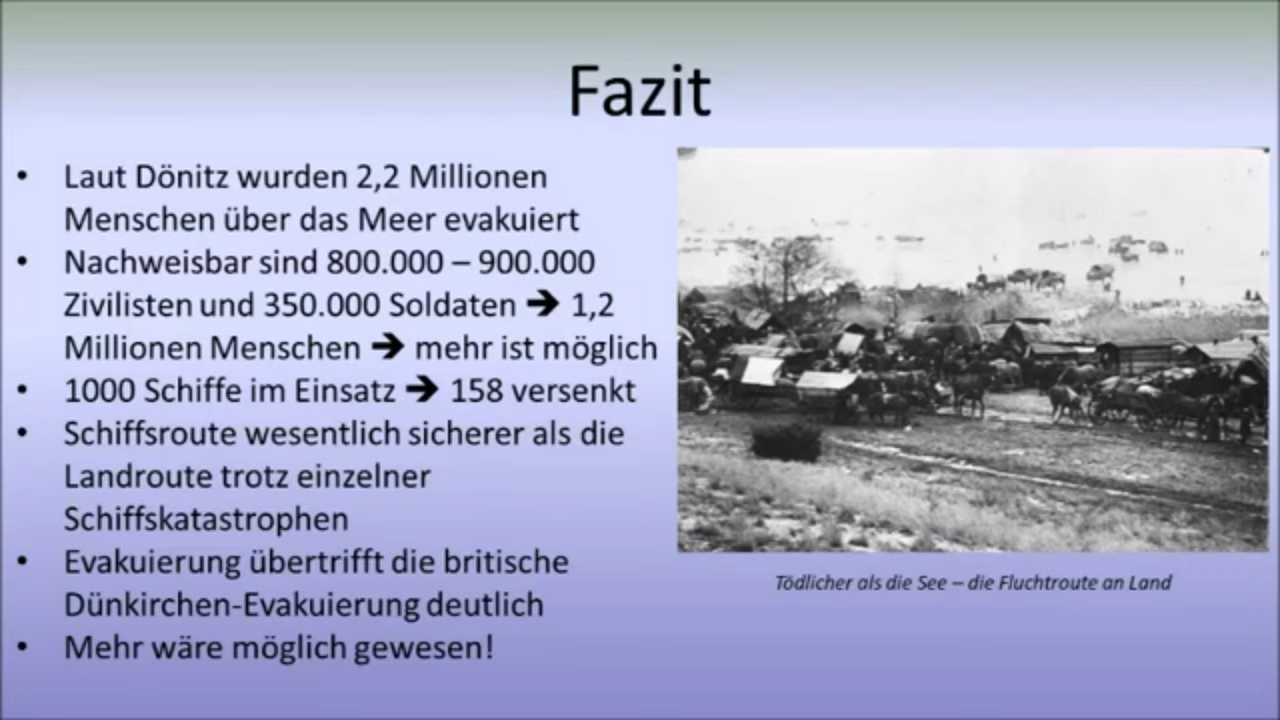 Fazit
• Laut Dönitz wurden 2,2 Millionen
Menschen über das Meer evakuiert
• Nachweisbar sind 800.000 – 900.000
Zivilisten und 350.000 Soldaten ➔ 1,2
Millionen Menschen ➔ mehr ist möglich
• 1000 Schiffe im Einsatz ➔ 158 versenkt
• Schiffsroute wesentlich sicherer als die
Landroute trotz einzelner
Schiffskatastrophen
• Evakuierung übertrifft die britische
Dünkirchen-Evakuierung deutlich
• Mehr wäre möglich gewesen!
Tödlicher als die See – die Fluchtroute an Land